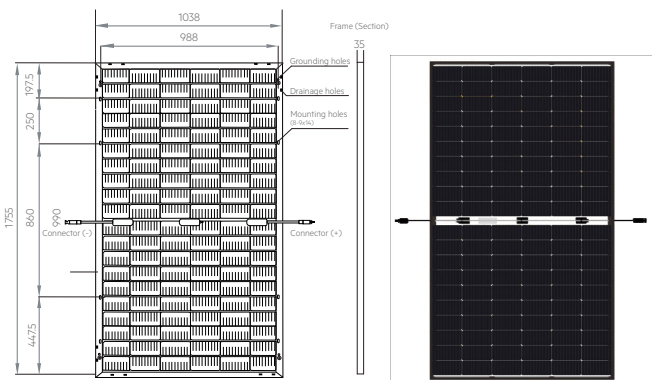 1038
Frame (Section)
988
35
Grounding holes
197.5
Drainage holes
250
Mounting holes
(8-9x14)
1755
860
990
Connector (-)
Connector (+)
447.5